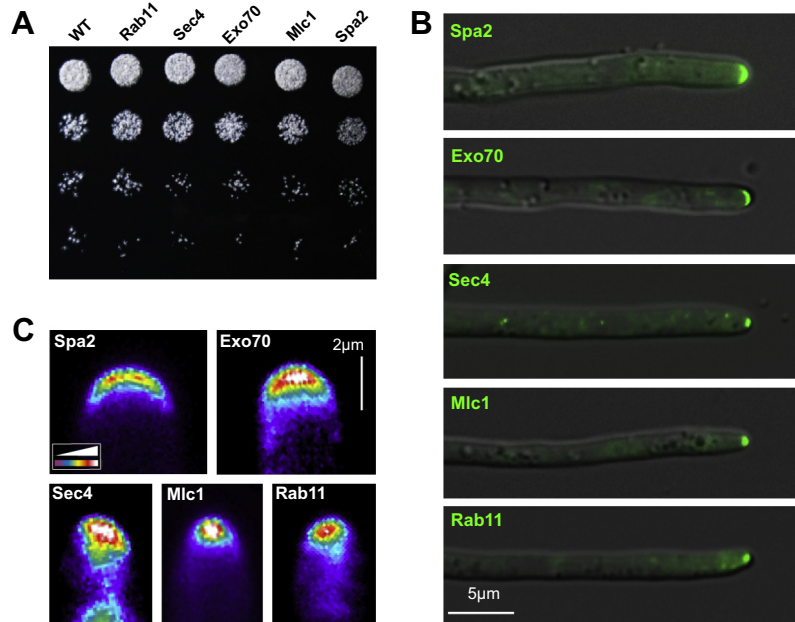 A
WT
Rab11
Sec4
Exo70
Mlc1
Spa2
B
Spa2
Exo70
Sec4
Mlc1
Rab11
5µm
C
Spa2
Exo70
2µm
Sec4
Mlc1
Rab11